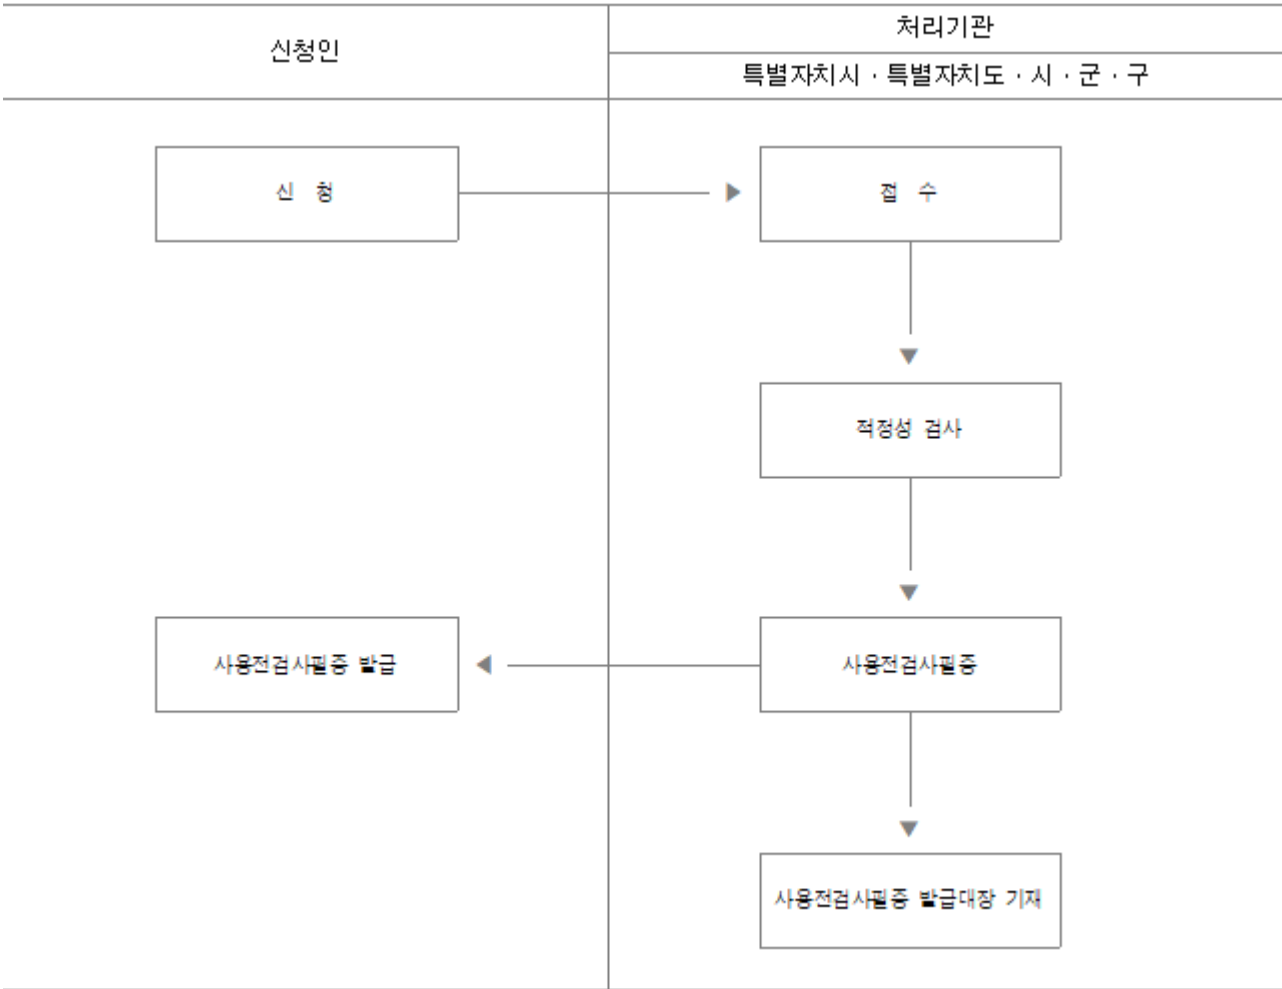 신청인
처리기관
특별자치시 · 특별자치도 · 시 · 군 · 구
신 청
접 수
적정성 검사
사용전검사필증 발급
사용전검사필증
사용전검사필증 발급대장 기재